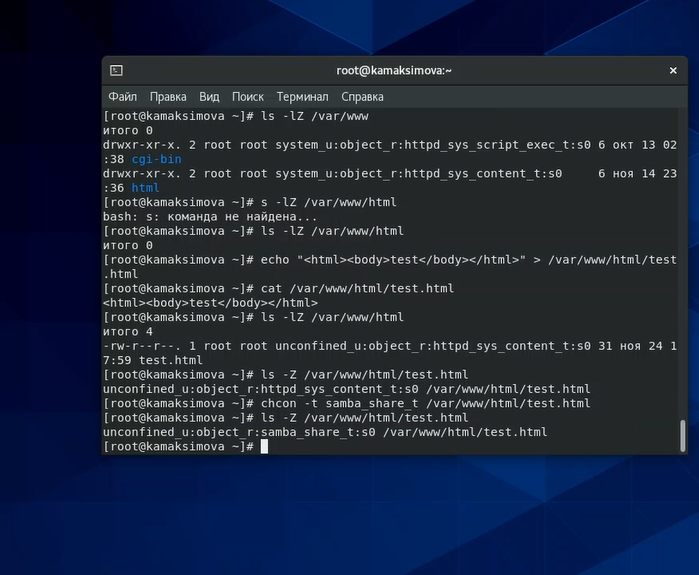 root@kamaksimova:~
Файл Правка Вид Поиск Терминал Справка
[root@kamaksimova ~]# ls -lZ /var/www
итого 0
drwxr-xr-x. 2 root root system_u:object_r:httpd_sys_script_exec_t:s0 6 окт 13 02
:38 cgi-bin
drwxr-xr-x. 2 root root system_u:object_r:httpd_sys_content_t:s0     6 ноя 14 23
:36 html
[root@kamaksimova ~]# s -lZ /var/www/html
bash: s: команда не найдена...
[root@kamaksimova ~]# ls -lZ /var/www/html
итого 0
[root@kamaksimova ~]# echo "<html><body>test</body></html>" > /var/www/html/test
.html
[root@kamaksimova ~]# cat /var/www/html/test.html
<html><body>test</body></html>
[root@kamaksimova ~]# ls -lZ /var/www/html
итого 4
-rw-r--r--. 1 root root unconfined_u:object_r:httpd_sys_content_t:s0 31 ноя 24 1
7:59 test.html
[root@kamaksimova ~]# ls -Z /var/www/html/test.html
unconfined_u:object_r:httpd_sys_content_t:s0 /var/www/html/test.html
[root@kamaksimova ~]# chcon -t samba_share_t /var/www/html/test.html
[root@kamaksimova ~]# ls -Z /var/www/html/test.html
unconfined_u:object_r:samba_share_t:s0 /var/www/html/test.html
[root@kamaksimova ~]#